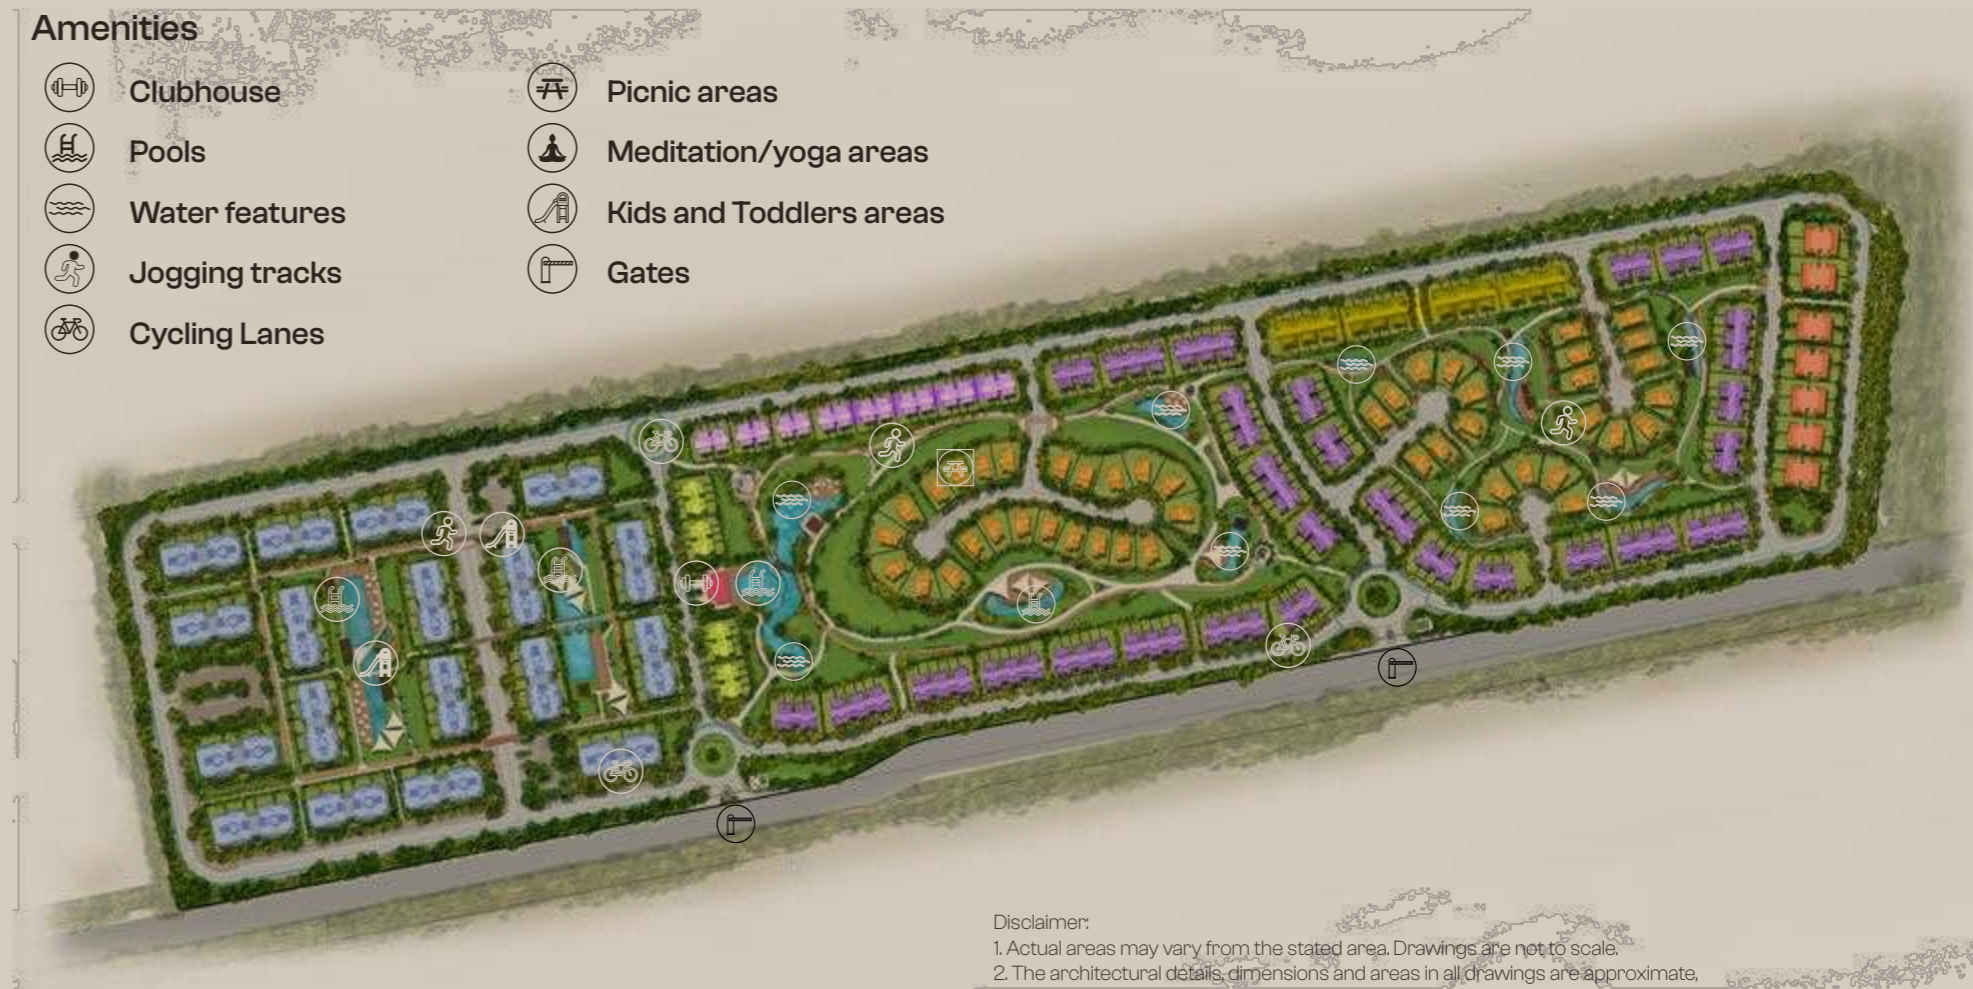 Amenities
Clubhouse
Pools
Water features
Jogging tracks
Cycling Lanes
Picnic areas
Meditation/yoga areas
Kids and Toddlers areas
Gates
Disclaimer:
1. Actual areas may vary from the stated area. Drawings are not to scale.
2. The architectural details, dimensions and areas in all drawings are approximate,